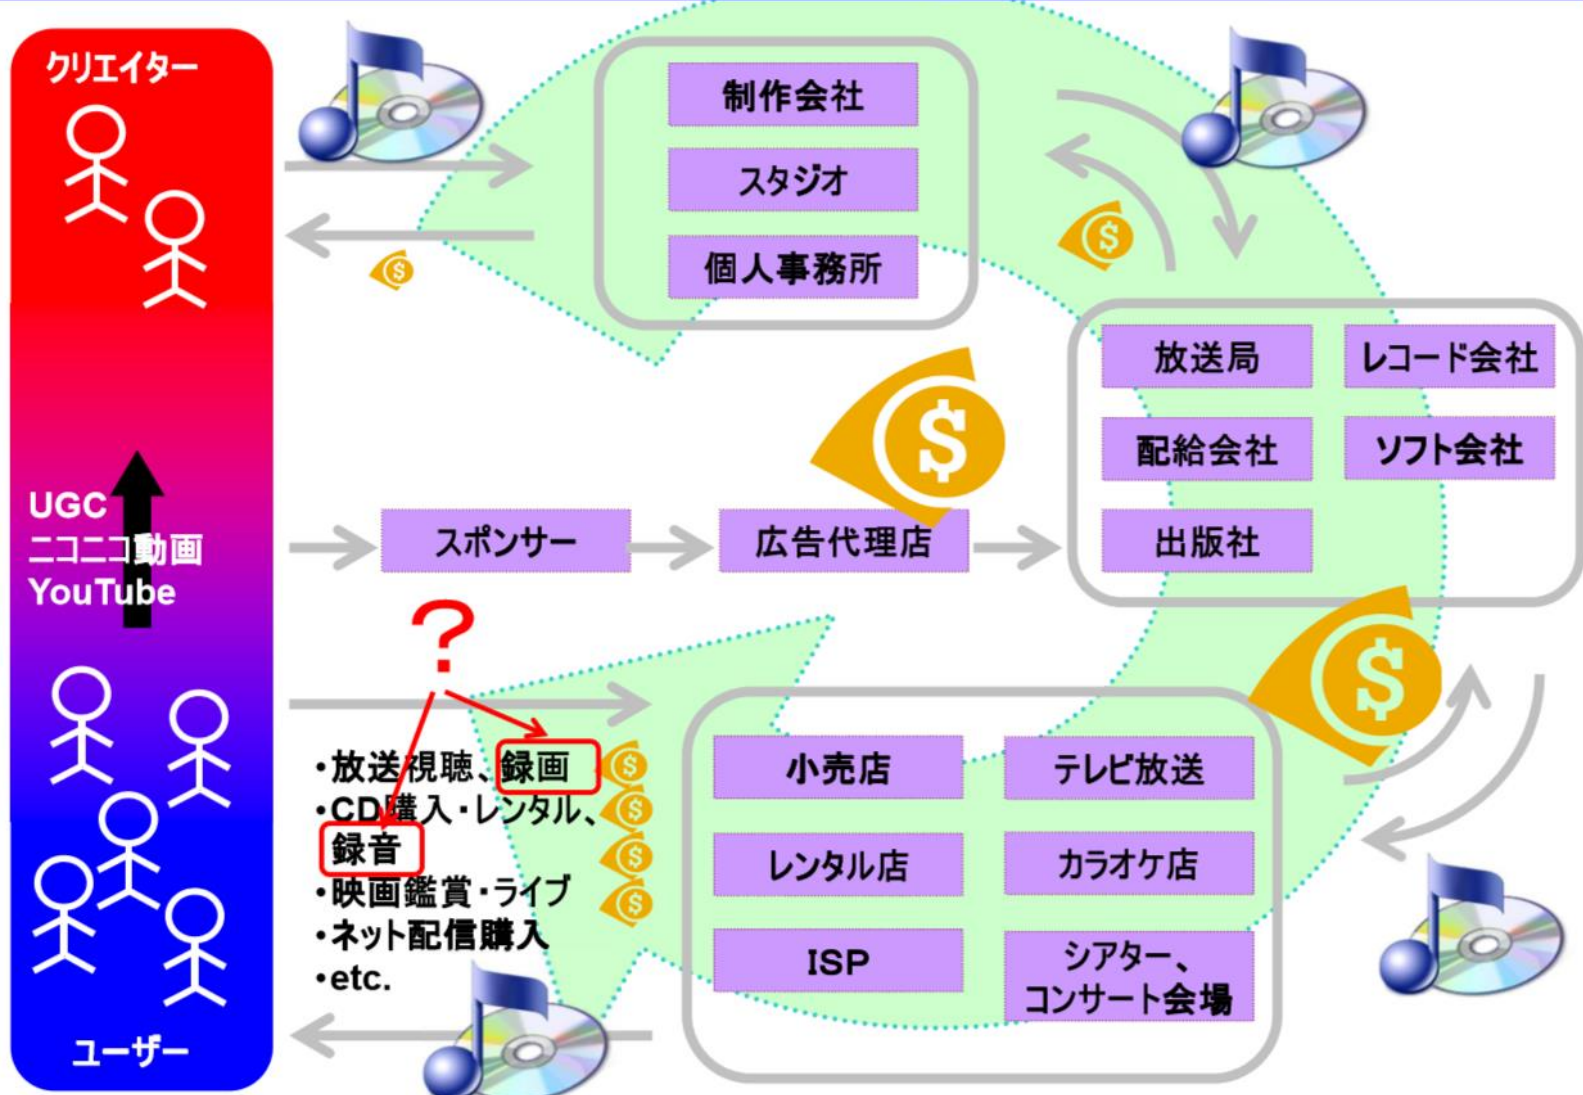 クリエイター
制作会社
スタジオ
個人事務所
放送局
レコード会社
配給会社
ソフト会社
出版社
UGC
ニコニコ動画
YouTube
スポンサー
広告代理店
?
・放送視聴、録画
・CD購入・レンタル、
録音
・映画鑑賞・ライブ
・ネット配信購入
・etc.
小売店
テレビ放送
レンタル店
カラオケ店
ISP
シアター、
コンサート会場
ユーザー
$
$
$
$
$
$
$
$